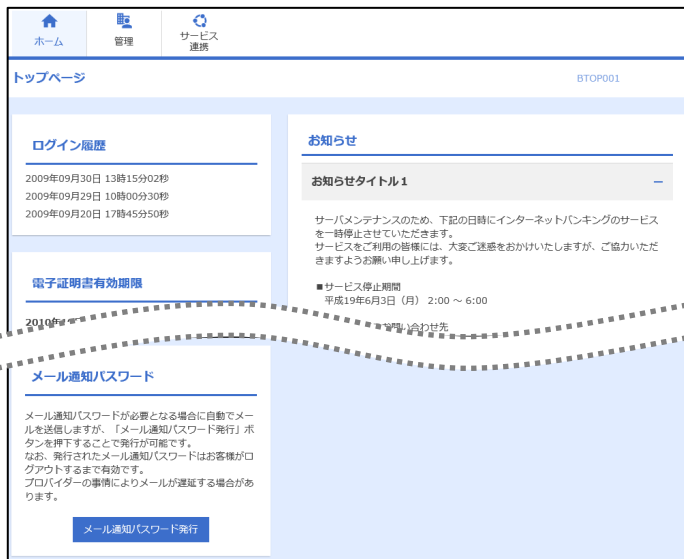 ホーム
管理
サービス
連携
トップページ
BTOP001
ログイン履歴
2009年09月30日 13時15分02秒
2009年09月29日 10時00分30秒
2009年09月20日 17時45分50秒
電子証明書有効期限
2010年
お知らせ
お知らせタイトル1
サーバメンテナンスのため、下記の日時にインターネットバンキングのサービス
を一時停止させていただきます。
サービスをご利用の皆様には、大変ご迷惑をおかけいたしますが、ご協力いただ
きますようお願い申し上げます。
■サービス停止期間
平成19年6月3日（月） 2:00 ～ 6:00
お問い合わせ先
メール通知パスワード
メール通知パスワードが必要となる場合に自動でメー
ルを送信しますが、「メール通知パスワード発行」ボ
タンを押下することで発行が可能です。
なお、発行されたメール通知パスワードはお客様がロ
グアウトするまで有効です。
プロバイダーの事情によりメールが遅延する場合があ
ります。
メール通知パスワード発行